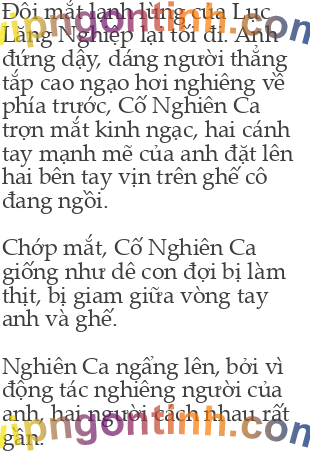 Đôi mắt lạnh lùng của Lục
Lăng Nghiệp lại tối đi. Anh
đứng dậy, dáng người thẳng
tắp cao ngạo hơi nghiêng về
phía trước, Cố Nghiên Ca
trợn mắt kinh ngạc, hai cánh
tay mạnh mẽ của anh đặt lên
hai bên tay vịn trên ghế cô
đang ngồi.

Chớp mắt, Cố Nghiên Ca
giống như dê con đợi bị làm
thịt, bị giam giữa vòng tay
anh và ghế.

Nghiên Ca ngẩng lên, bởi vì
động tác nghiêng người của
anh, hai người cách nhau rất
gần.
vipngontinh.com
vipngontinh.com